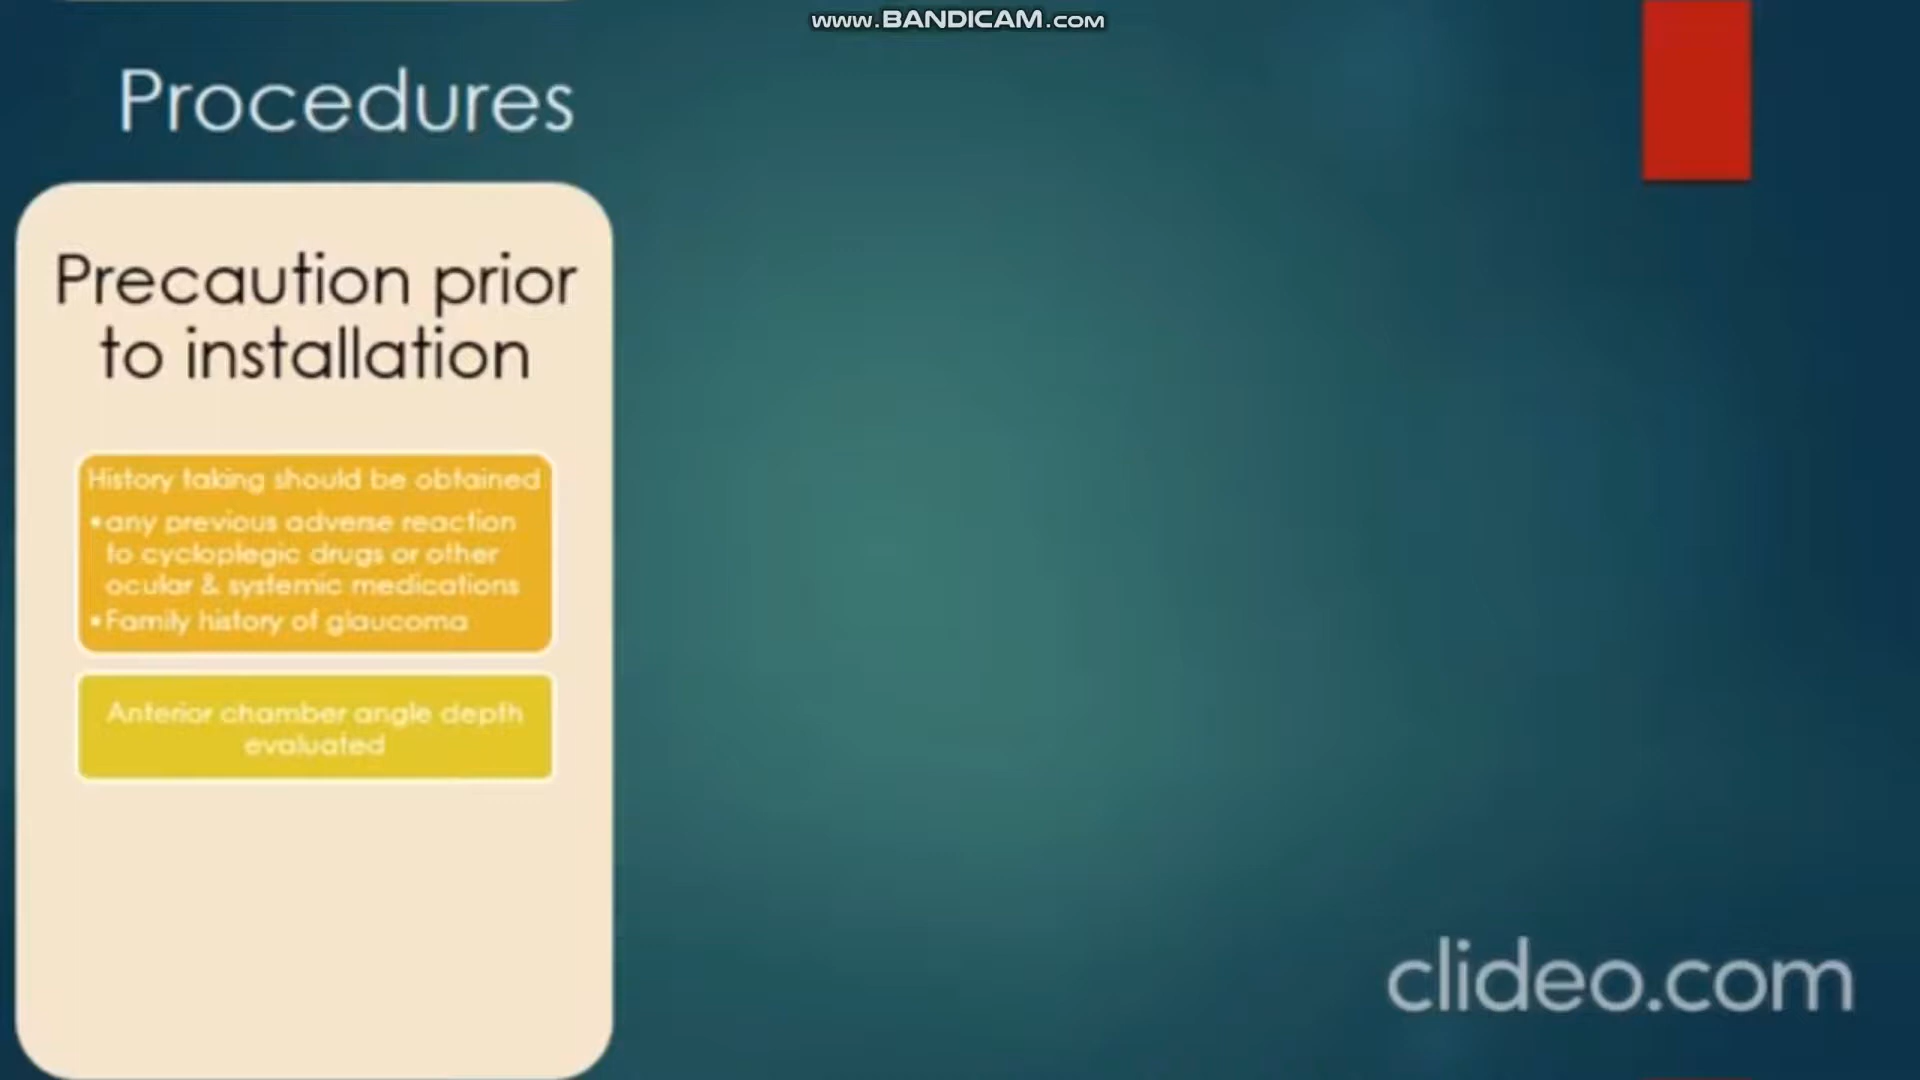 www.BANDICAM.com
Procedures
Precaution prior
to installation
History taking should be obtained
•any previous adverse reaction
to cycloplegic drugs or other
ocular & systemic medications
•Family history of glaucoma
Anterior chamber angle depth
evaluated
clideo.com